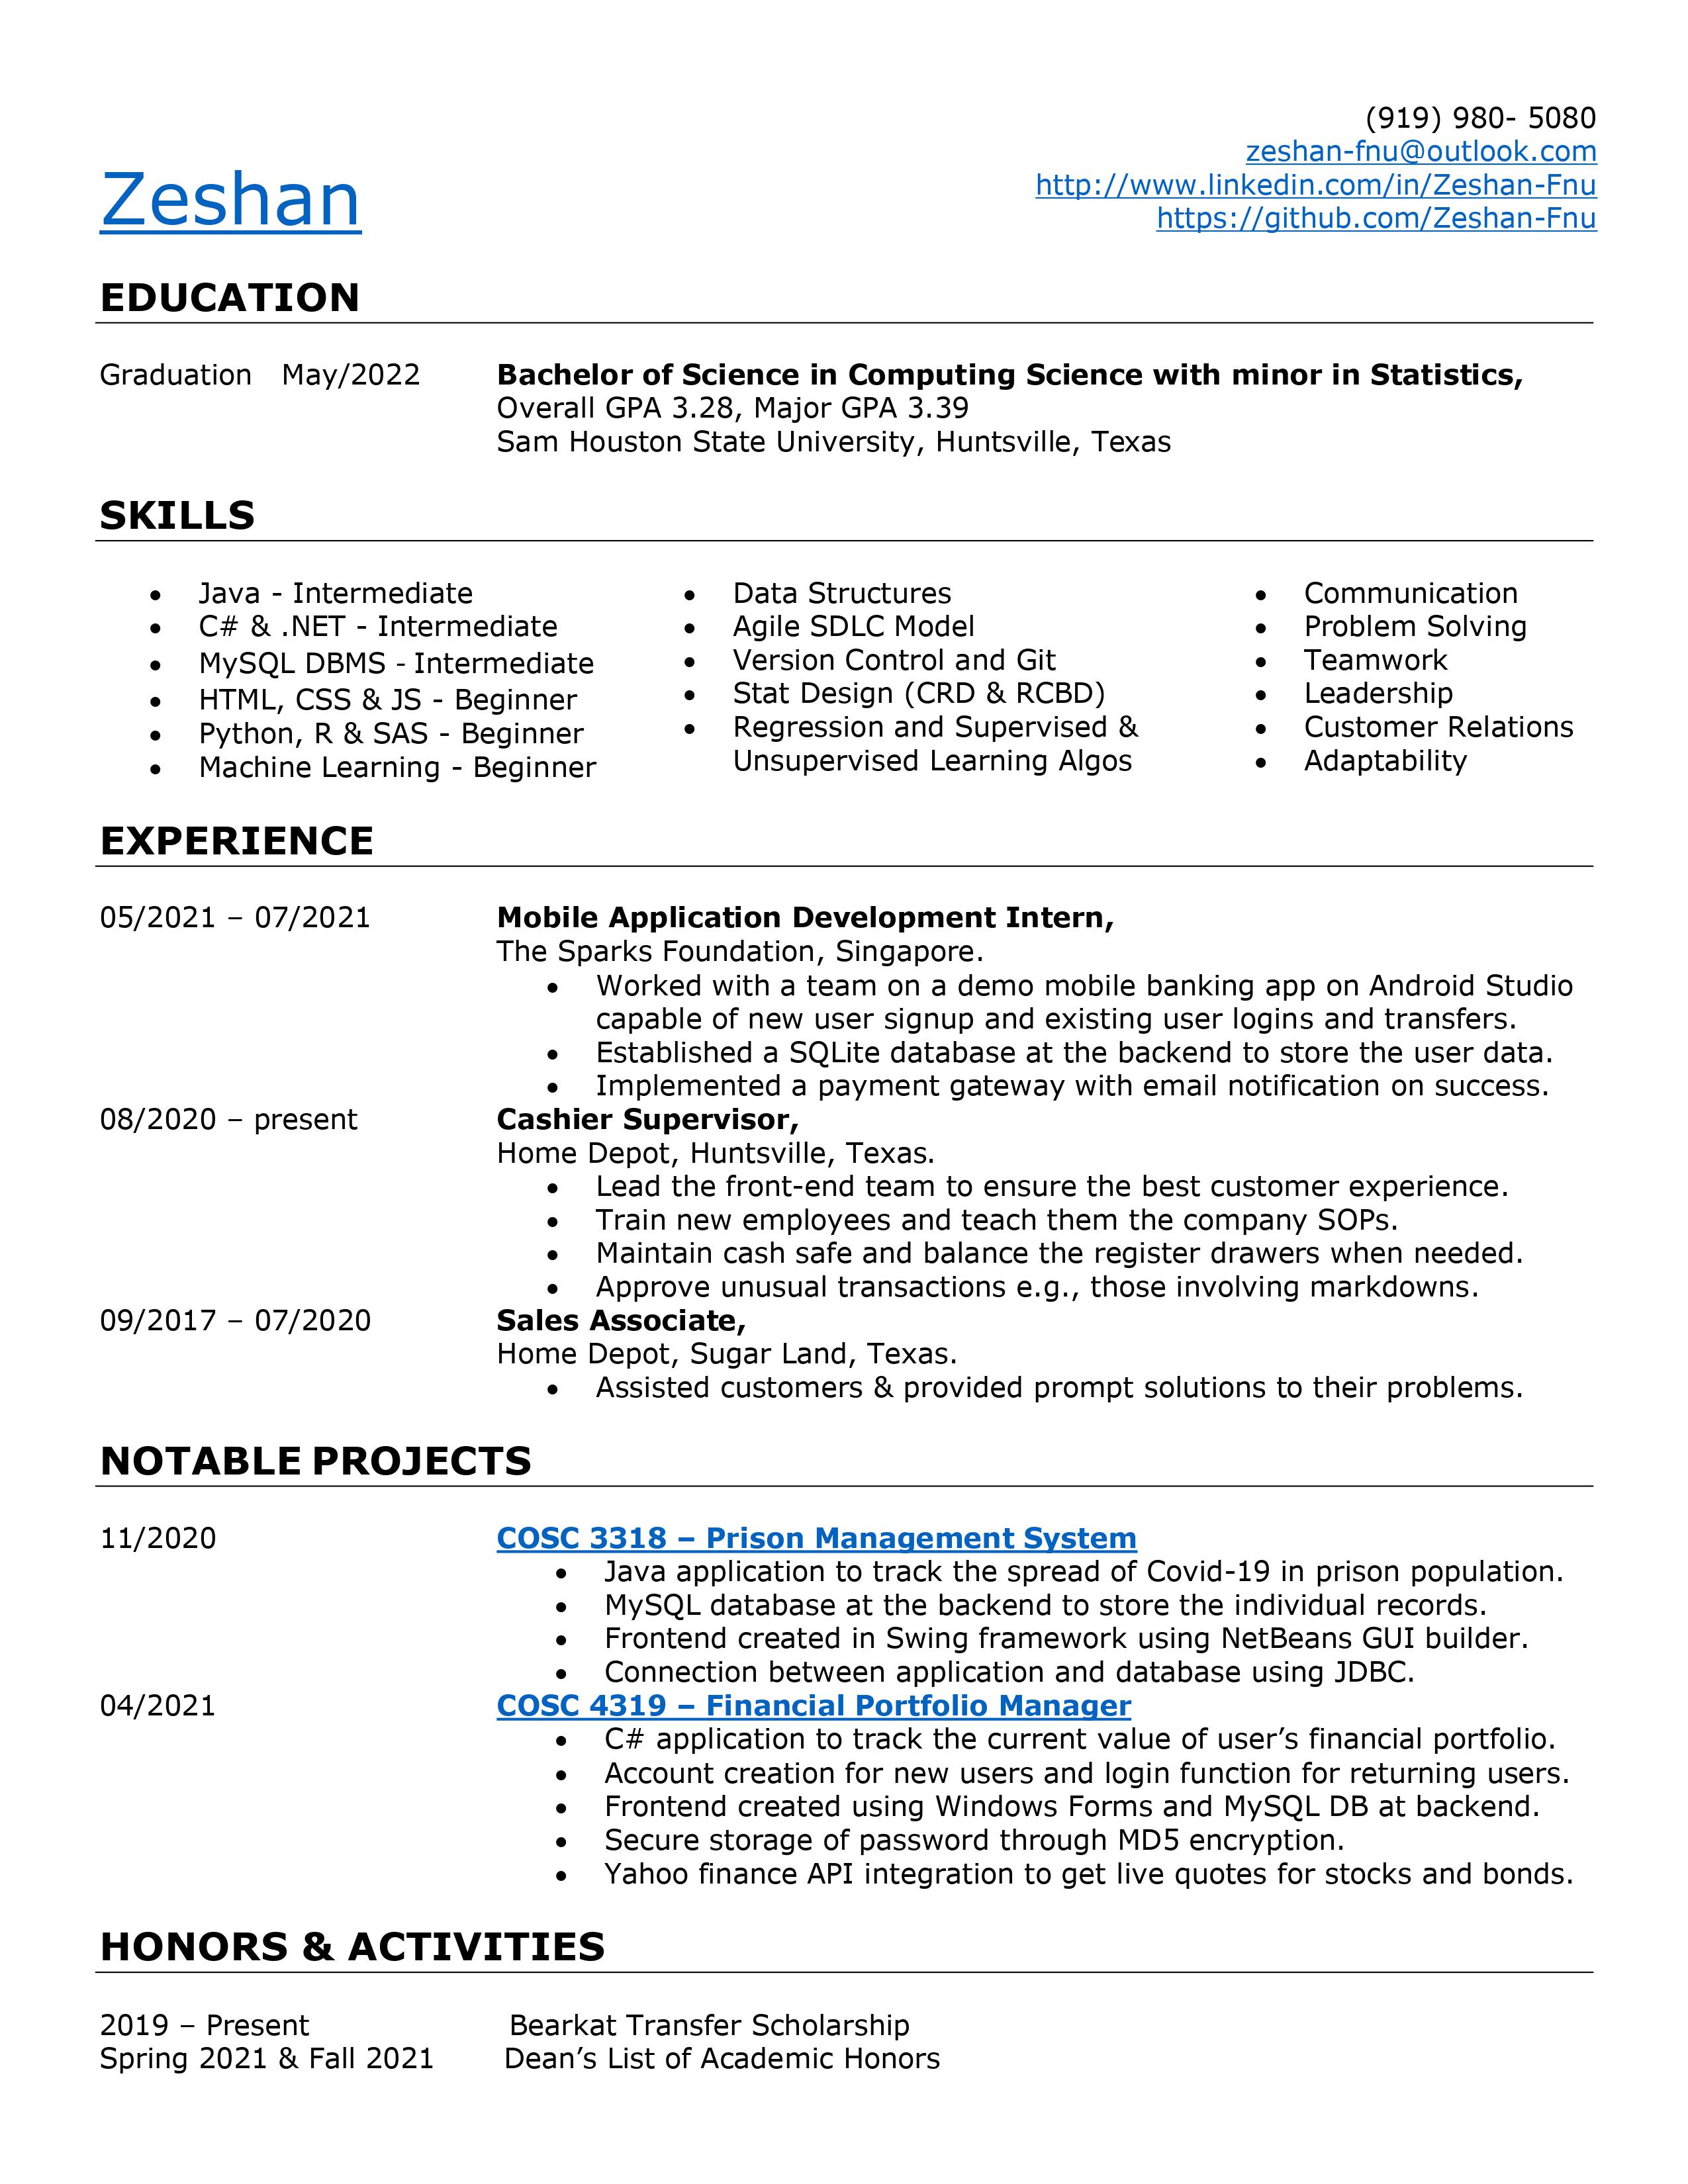 (919) 980- 5080
zeshan-fnu@outlook.com
http://www.linkedin.com/in/Zeshan-Fnu
https://github.com/Zeshan-Fnu
Zeshan
EDUCATION
Graduation May/2022
Bachelor of Science in Computing Science with minor in Statistics,
Overall GPA 3.28, Major GPA 3.39
Sam Houston State University, Huntsville, Texas
SKILLS
• Java - Intermediate
• C# & .NET - Intermediate
• MySQL DBMS - Intermediate
• HTML, CSS & JS - Beginner
• Python, R & SAS - Beginner
• Machine Learning - Beginner
• Data Structures
• Agile SDLC Model
• Version Control and Git
• Stat Design (CRD & RCBD)
• Regression and Supervised &
Unsupervised Learning Algos
• Communication
• Problem Solving
• Teamwork
• Leadership
• Customer Relations
• Adaptability
EXPERIENCE
05/2021 – 07/2021
Mobile Application Development Intern,
The Sparks Foundation, Singapore.
• Worked with a team on a demo mobile banking app on Android Studio
capable of new user signup and existing user logins and transfers.
• Established a SQLite database at the backend to store the user data.
• Implemented a payment gateway with email notification on success.
08/2020 – present
Cashier Supervisor,
Home Depot, Huntsville, Texas.
• Lead the front-end team to ensure the best customer experience.
• Train new employees and teach them the company SOPs.
• Maintain cash safe and balance the register drawers when needed.
• Approve unusual transactions e.g., those involving markdowns.
09/2017 – 07/2020
Sales Associate,
Home Depot, Sugar Land, Texas.
• Assisted customers & provided prompt solutions to their problems.
NOTABLE PROJECTS
11/2020
COSC 3318 – Prison Management System
• Java application to track the spread of Covid-19 in prison population.
• MySQL database at the backend to store the individual records.
• Frontend created in Swing framework using NetBeans GUI builder.
• Connection between application and database using JDBC.
04/2021
COSC 4319 – Financial Portfolio Manager
• C# application to track the current value of user’s financial portfolio.
• Account creation for new users and login function for returning users.
• Frontend created using Windows Forms and MySQL DB at backend.
• Secure storage of password through MD5 encryption.
• Yahoo finance API integration to get live quotes for stocks and bonds.
HONORS & ACTIVITIES
2019 – Present Bearkat Transfer Scholarship
Spring 2021 & Fall 2021 Dean’s List of Academic Honors